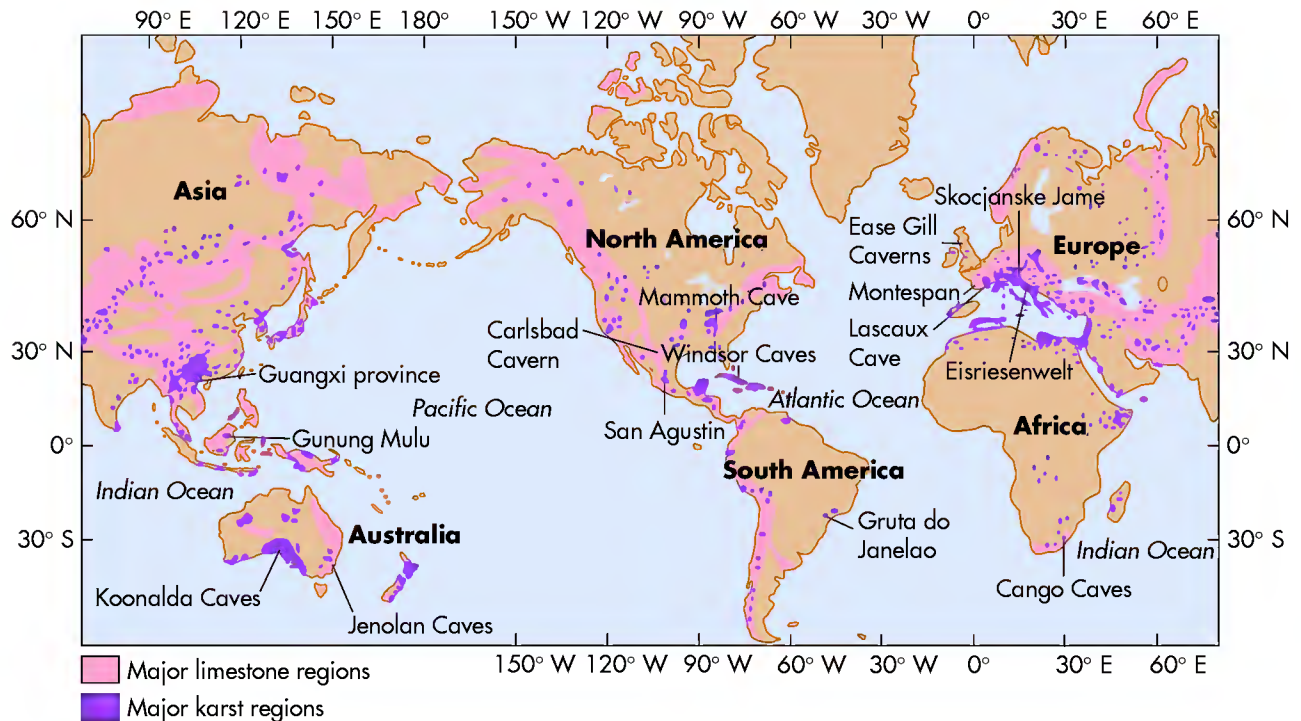 90° E 120° E 150° E 180° 150° W 120° W 90° W 60° W 30° W 0° 30° E 60° E
Asia
60° N
30° N
0°
30° S
Guangxi province
Gunung Mulu
Indian Ocean
Australia
Koonalda Caves
Jenolan Caves
Pacific Ocean
North America
Mammoth Cave
Carlsbad
Cavern
Windsor Caves
San Agustin
Atlantic Ocean
South America
Gruta do
Janelao
Skocjanske Jame
Ease Gill
Caverns
Europe
Montespan
Lascaux
Cave
Eisriesenwelt
Africa
Indian Ocean
Cango Caves
60° N
30° N
0°
30° S
150° W 120° W 90° W 60° W 30° W 0° 30° E 60° E
Major limestone regions
Major karst regions